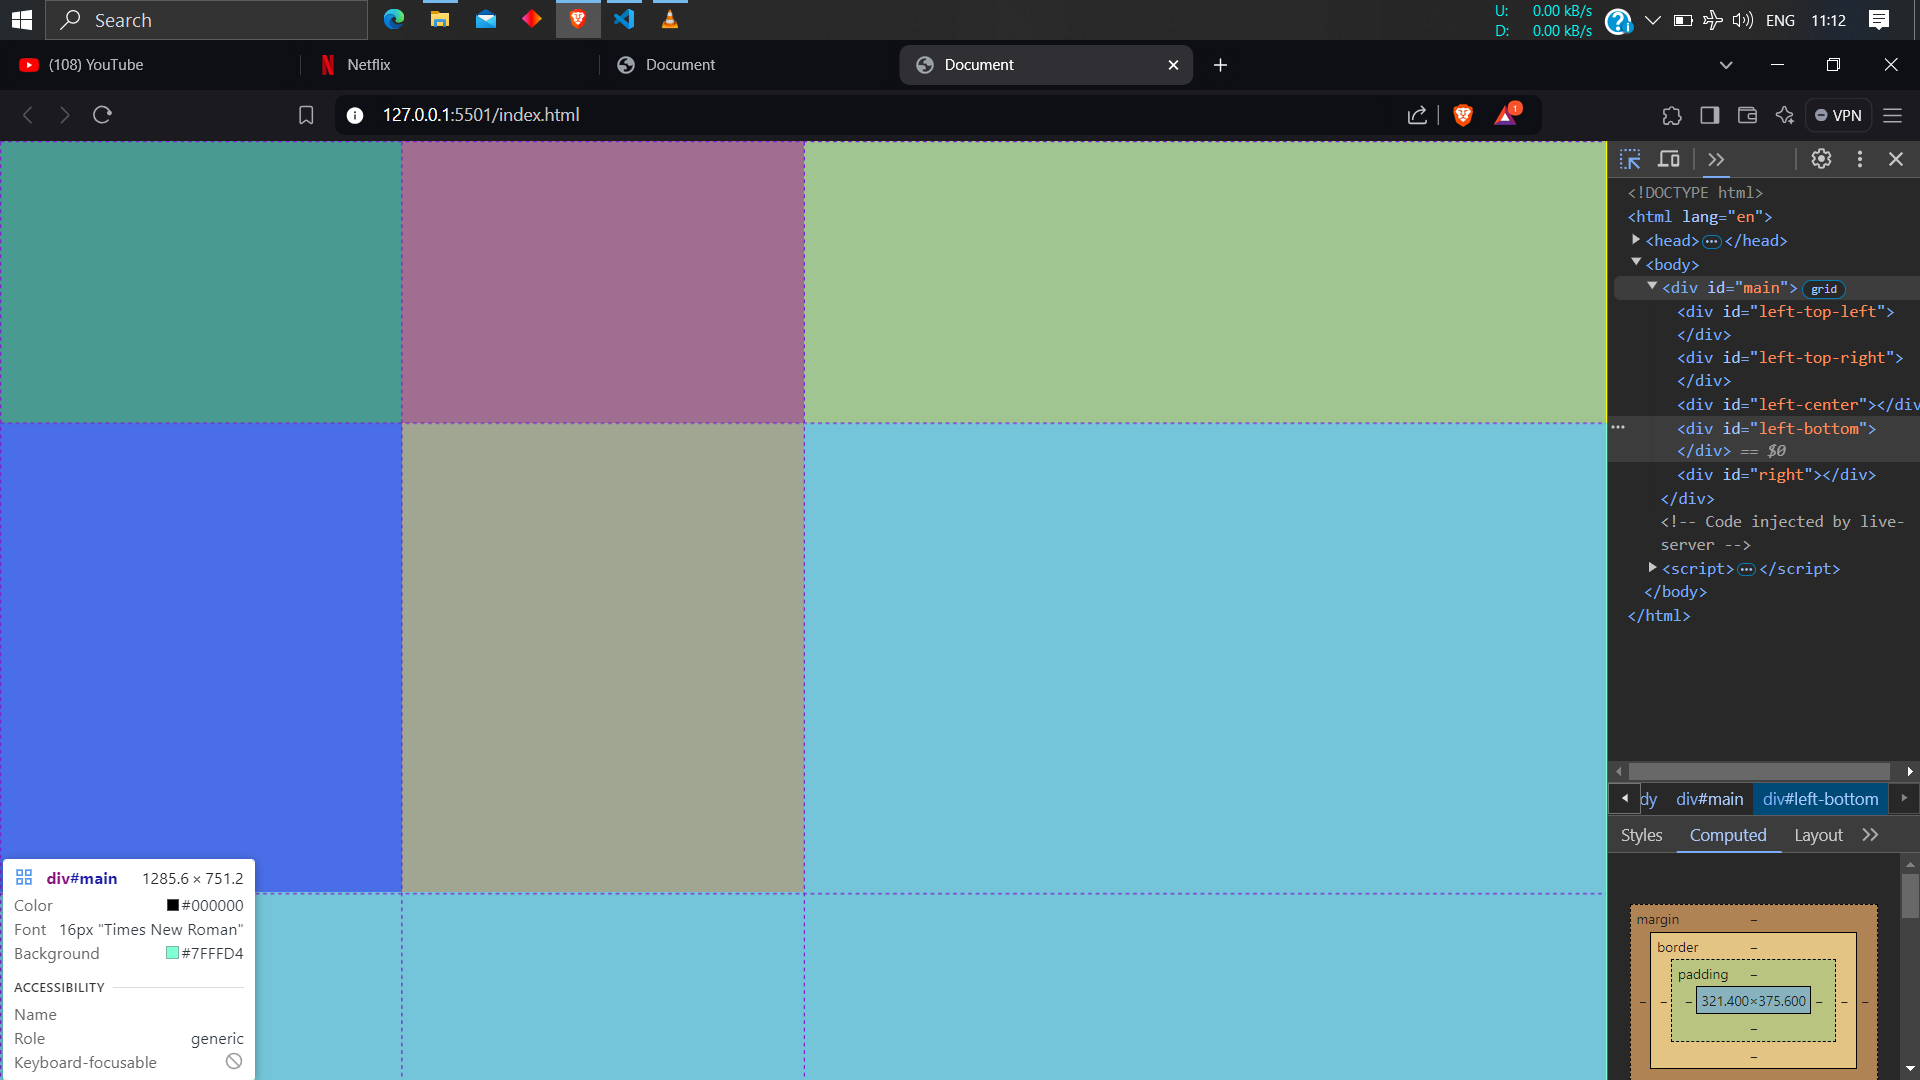 Search
U: 0.00 kB/s
D: 0.00 kB/s
ENG
11:12
(108) YouTube
Netflix
Document
Document
127.0.0.1:5501/index.html
1
VPN
<!DOCTYPE html>
<html lang="en">
<head>
</head>
<body>
<div id="main">
grid
<div id="left-top-left">
</div>
<div id="left-top-right">
</div>
<div id="left-center"></div
<div id="left-bottom">
</div> == $0
<div id="right"></div>
</div>
<!-- Code injected by live-
server -->
<script>
</script>
</body>
</html>
dy
div#main
div#left-bottom
Styles
Computed
Layout
margin
–
border
–
padding
–
– – – 321.400×375.600 – – –
–
–
div#main 1285.6 × 751.2
Color #000000
Font 16px "Times New Roman"
Background #7FFFD4
ACCESSIBILITY
Name
Role generic
Keyboard-focusable